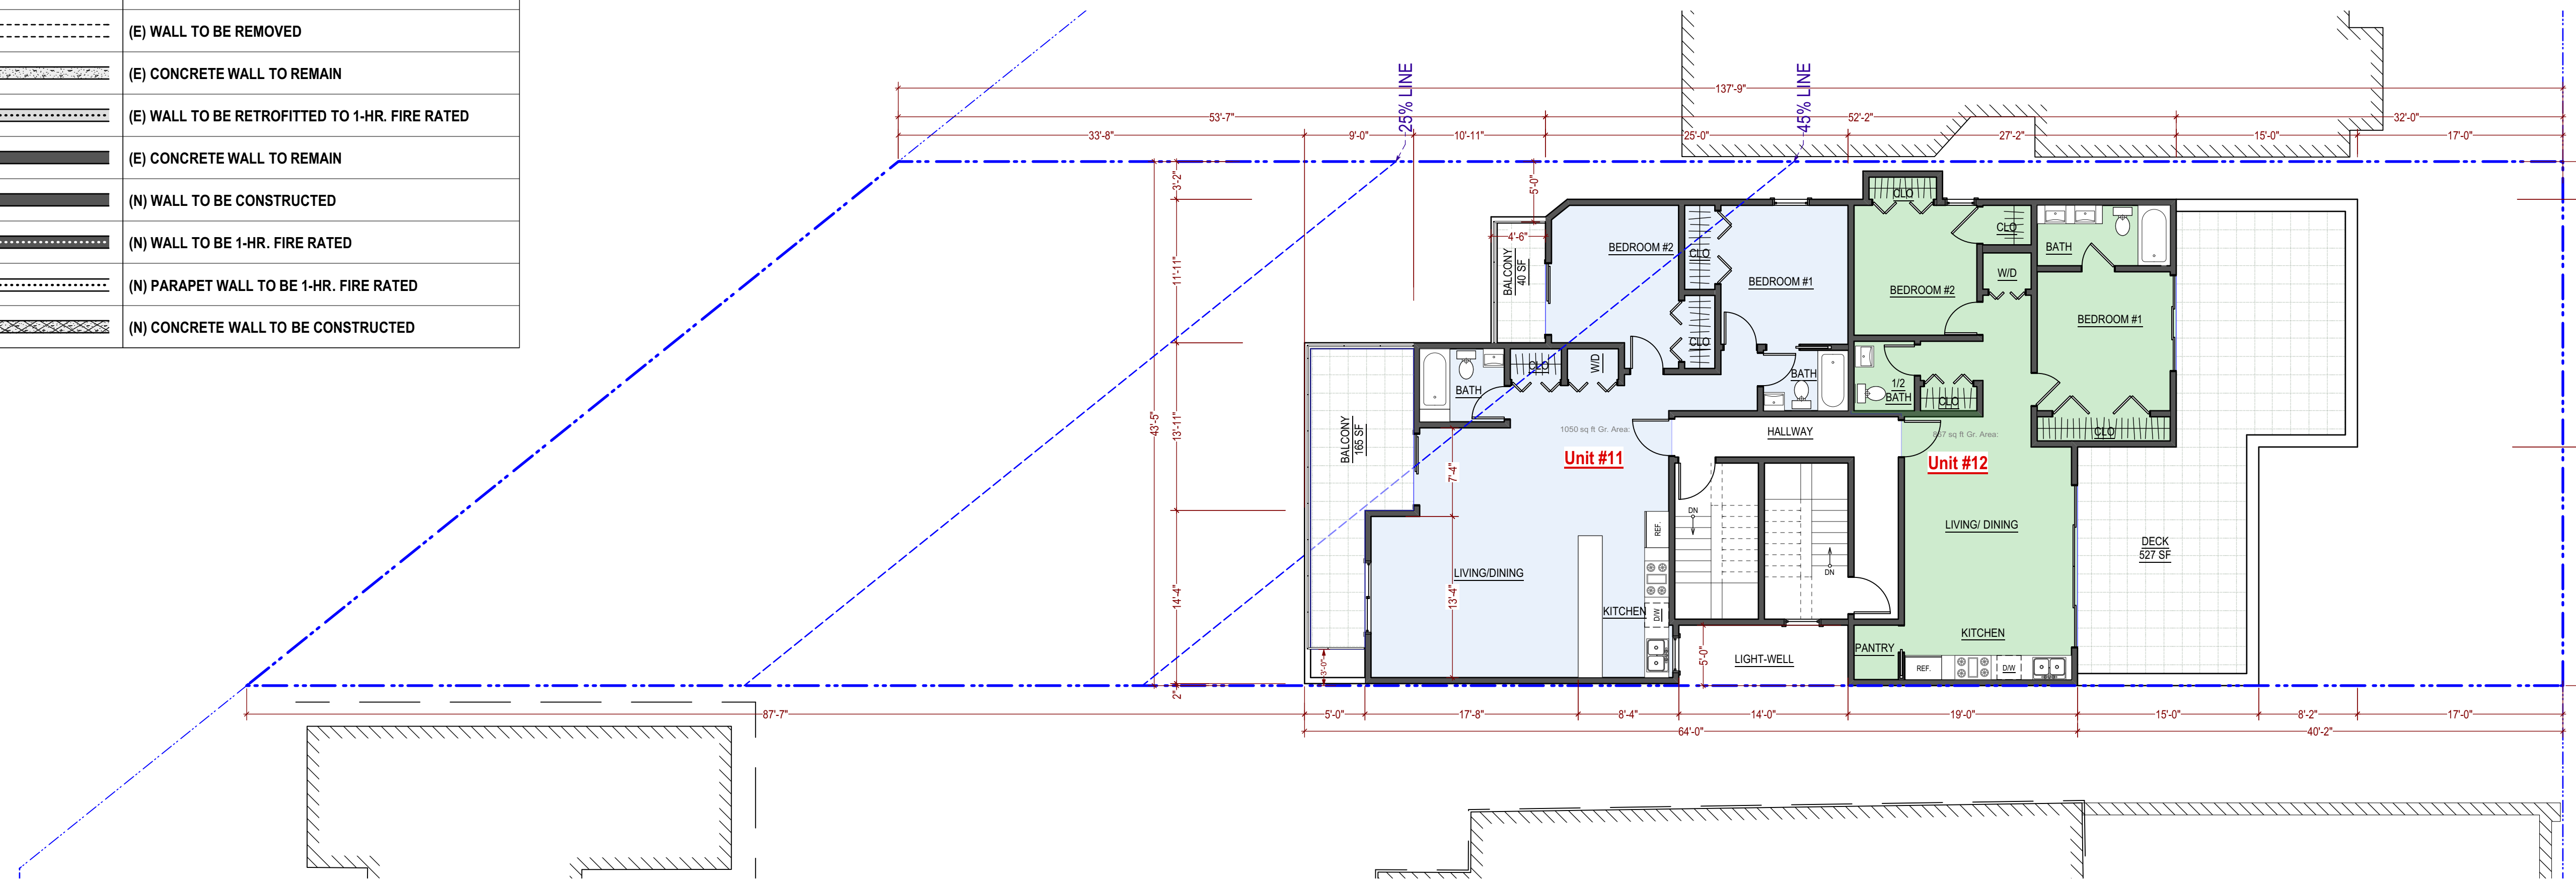 (E) WALL TO BE REMOVED
(E) CONCRETE WALL TO REMAIN
(E) WALL TO BE RETROFITTED TO 1-HR. FIRE RATED
(E) CONCRETE WALL TO REMAIN
(N) WALL TO BE CONSTRUCTED
(N) WALL TO BE 1-HR. FIRE RATED
(N) PARAPET WALL TO BE 1-HR. FIRE RATED
(N) CONCRETE WALL TO BE CONSTRUCTED
25% LINE
45% LINE
137'-9"
53'-7"
52'-2"
32'-0"
33'-8"
9'-0"
10'-11"
25'-0"
27'-2"
15'-0"
17'-0"
43'-5"
3'-2"
11'-11"
13'-11"
14'-4"
2"
5'-0"
4'-6"
BALCONY
40 SF
BEDROOM #2
CLO
CLO
BEDROOM #1
CLO
CLO
BEDROOM #2
W/D
BATH
BEDROOM #1
BATH
CLO
W/D
BATH
1/2
BATH
CLO
CLO
BALCONY
165 SF
1050 sq ft Gr. Area:
Unit #11
HALLWAY
sq ft Gr. Area:
Unit #12
7'-4"
13'-4"
DN
DN
REF.
LIVING/DINING
KITCHEN
D/W
LIVING/ DINING
DECK
527 SF
KITCHEN
PANTRY
REF.
D/W
LIGHT-WELL
5'-0"
3'-0"
87'-7"
5'-0"
17'-8"
8'-4"
14'-0"
19'-0"
15'-0"
8'-2"
17'-0"
64'-0"
40'-2"